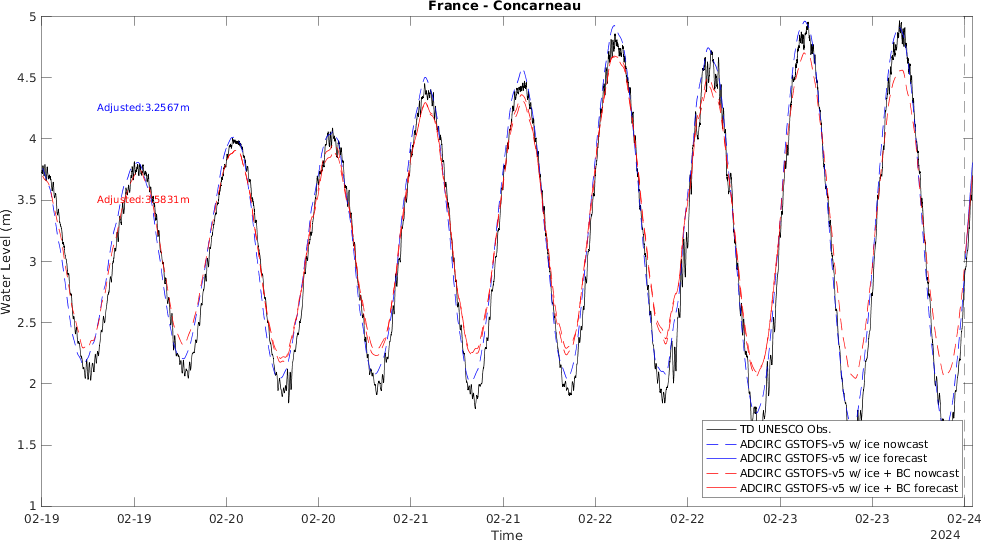 France - Concarneau
5
4.5
4
3.5
3
2.5
2
1.5
1
Water Level (m)
Adjusted:3.2567m
Adjusted:3.5831m
TD UNESCO Obs.
ADCIRC GSTOFS-v5 w/ ice nowcast
ADCIRC GSTOFS-v5 w/ ice forecast
ADCIRC GSTOFS-v5 w/ ice + BC nowcast
ADCIRC GSTOFS-v5 w/ ice + BC forecast
02-19 02-19 02-20 02-20 02-21 02-21 02-22 02-22 02-23 02-23 02-24
Time 2024